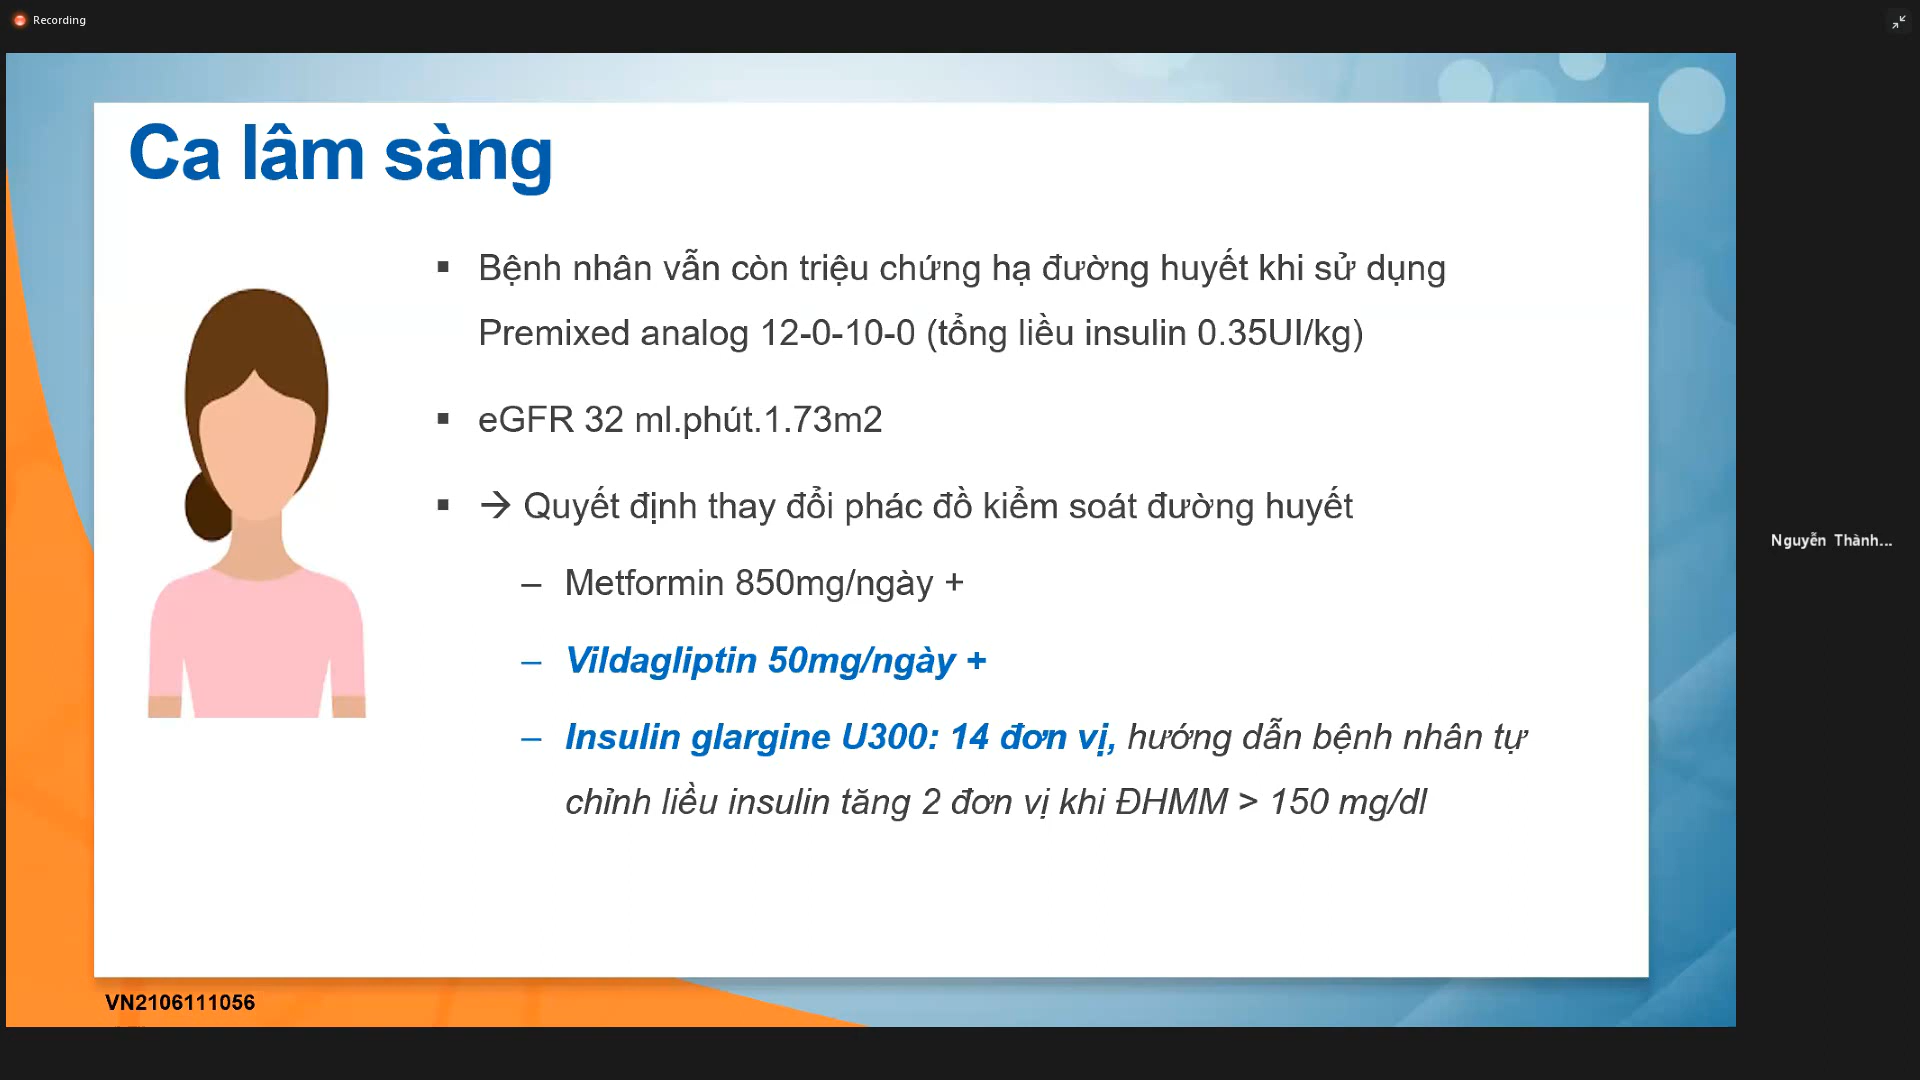 Recording
Ca lâm sàng
▪ Bệnh nhân vẫn còn triệu chứng hạ đường huyết khi sử dụng
Premixed analog 12-0-10-0 (tổng liều insulin 0.35UI/kg)
▪ eGFR 32 ml.phút.1.73m2
▪ → Quyết định thay đổi phác đồ kiểm soát đường huyết
– Metformin 850mg/ngày +
– Vildagliptin 50mg/ngày +
– Insulin glargine U300: 14 đơn vị, hướng dẫn bệnh nhân tự
chỉnh liều insulin tăng 2 đơn vị khi ĐHMM > 150 mg/dl
Nguyễn Thành...
VN2106111056